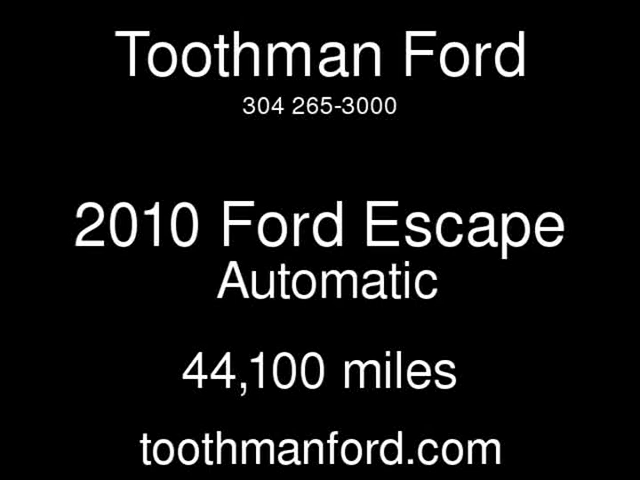 Toothman Ford
304 265-3000
2010 Ford Escape
Automatic
44,100 miles
toothmanford.com